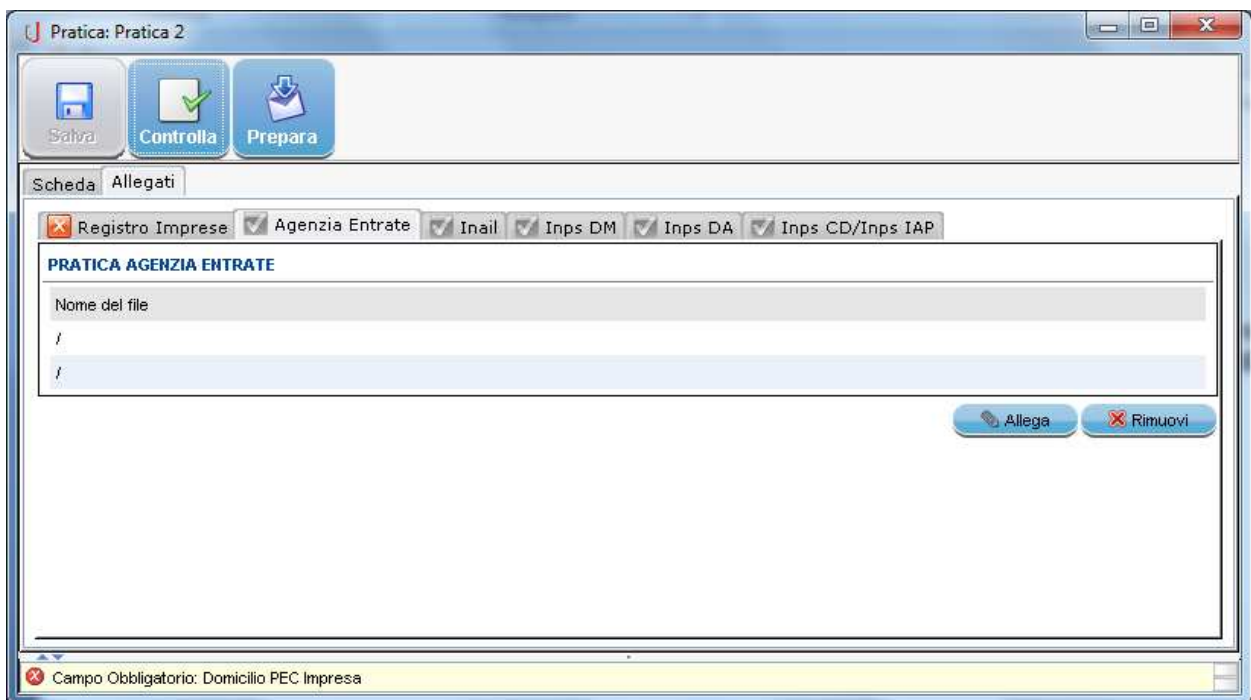 Pratica: Pratica 2
Salva Controlla Prepara
Scheda Allegati
Registro Imprese Agenzia Entrate Inail Inps DM Inps DA Inps CD/Inps IAP
PRATICA AGENZIA ENTRATE
Nome del file
/
/
Allega Rimuovi
Campo Obbligatorio: Domicilio PEC Impresa